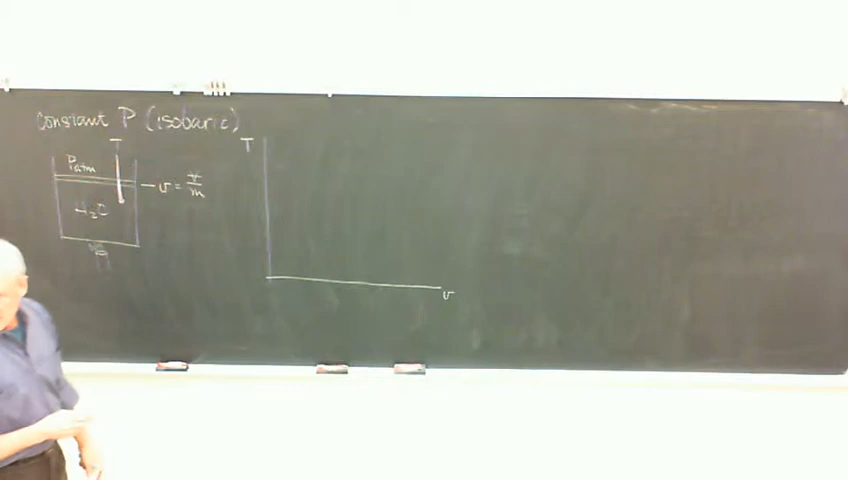 Constant P (isobaric)
T
T
Patm
v = V/m
H₂O
v